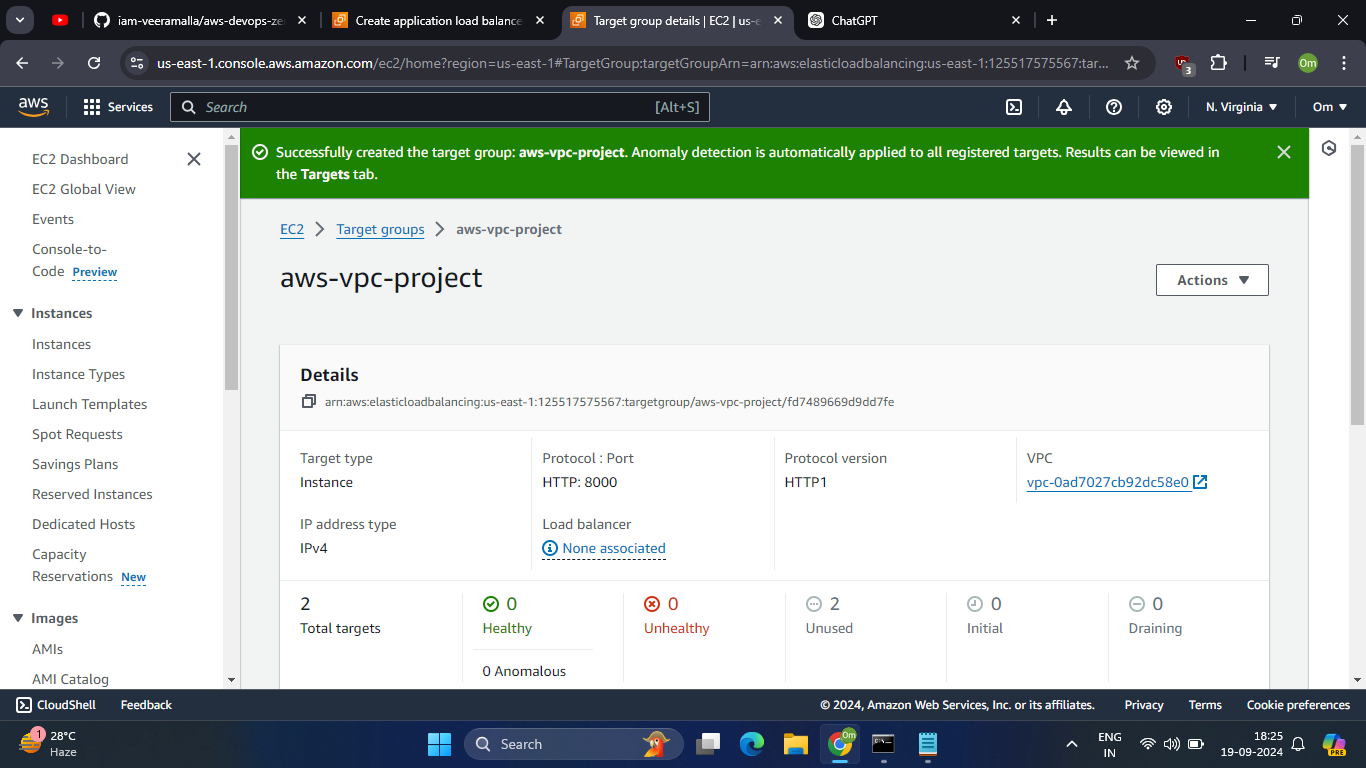 iam-veeramalla/aws-devops-ze
Create application load balance
Target group details | EC2 | us-e
ChatGPT
us-east-1.console.aws.amazon.com/ec2/home?region=us-east-1#TargetGroup:targetGroupArn=arn:aws:elasticloadbalancing:us-east-1:125517575567:tar...
3
Om
aws
Services
Search
[Alt+S]
N. Virginia
Om
EC2 Dashboard
EC2 Global View
Events
Console-to-
Code Preview
Instances
Instances
Instance Types
Launch Templates
Spot Requests
Savings Plans
Reserved Instances
Dedicated Hosts
Capacity
Reservations New
Images
AMIs
AMI Catalog
Successfully created the target group: aws-vpc-project. Anomaly detection is automatically applied to all registered targets. Results can be viewed in
the Targets tab.
EC2 > Target groups > aws-vpc-project
aws-vpc-project
Actions
Details
arn:aws:elasticloadbalancing:us-east-1:125517575567:targetgroup/aws-vpc-project/fd7489669d9dd7fe
Target type
Instance
Protocol : Port
HTTP: 8000
Protocol version
HTTP1
VPC
vpc-0ad7027cb92dc58e0
IP address type
IPv4
Load balancer
None associated
2
Total targets
0
Healthy
0 Anomalous
0
Unhealthy
2
Unused
0
Initial
0
Draining
CloudShell
Feedback
© 2024, Amazon Web Services, Inc. or its affiliates.
Privacy
Terms
Cookie preferences
1
28°C
Haze
Search
Om
ENG
IN
18:25
19-09-2024
PRE